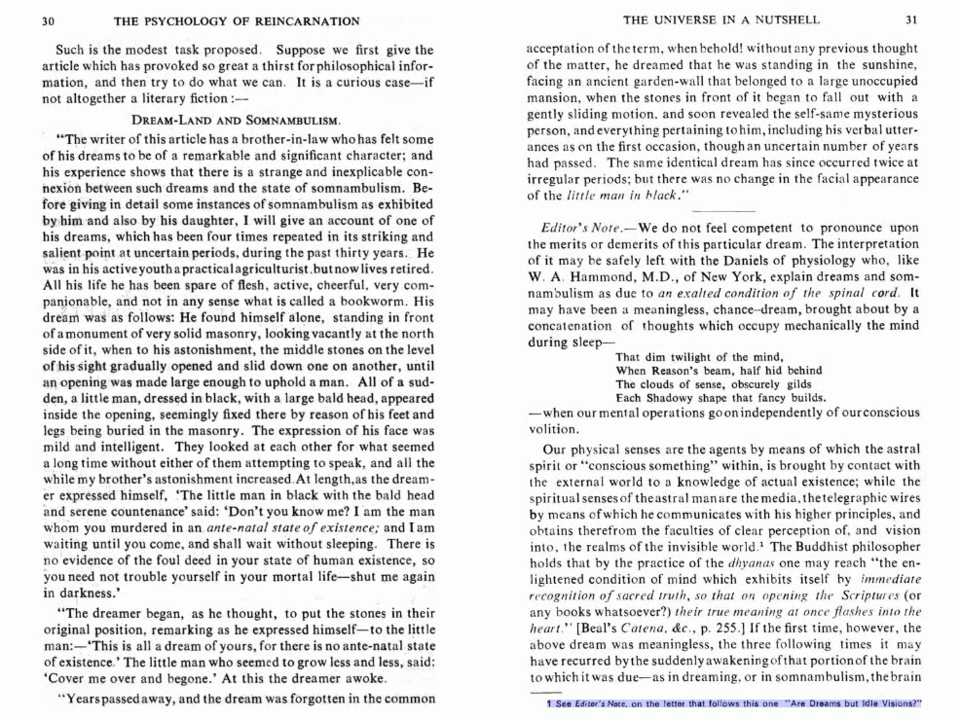 30 THE PSYCHOLOGY OF REINCARNATION
Such is the modest task proposed. Suppose we first give the
article which has provoked so great a thirst for philosophical infor-
mation, and then try to do what we can. It is a curious case—if
not altogether a literary fiction :—
DREAM-LAND AND SOMNAMBULISM.
"The writer of this article has a brother-in-law who has felt some
of his dreams to be of a remarkable and significant character; and
his experience shows that there is a strange and inexplicable con-
nexion between such dreams and the state of somnambulism. Be-
fore giving in detail some instances of somnambulism as exhibited
by him and also by his daughter, I will give an account of one of
his dreams, which has been four times repeated in its striking and
salient point at uncertain periods, during the past thirty years. He
was in his active youth a practical agriculturist, but now lives retired.
All his life he has been spare of flesh, active, cheerful, very com-
panionable, and not in any sense what is called a bookworm. His
dream was as follows: He found himself alone, standing in front
of a monument of very solid masonry, looking vacantly at the north
side of it, when to his astonishment, the middle stones on the level
of his sight gradually opened and slid down one on another, until
an opening was made large enough to uphold a man. All of a sud-
den, a little man, dressed in black, with a large bald head, appeared
inside the opening, seemingly fixed there by reason of his feet and
legs being buried in the masonry. The expression of his face was
mild and intelligent. They looked at each other for what seemed
a long time without either of them attempting to speak, and all the
while my brother's astonishment increased. At length, as the dream-
er expressed himself, 'The little man in black with the bald head
and serene countenance' said: 'Don't you know me? I am the man
whom you murdered in an ante-natal state of existence; and I am
waiting until you come, and shall wait without sleeping. There is
no evidence of the foul deed in your state of human existence, so
you need not trouble yourself in your mortal life—shut me again
in darkness.'
"The dreamer began, as he thought, to put the stones in their
original position, remarking as he expressed himself—to the little
man:—'This is all a dream of yours, for there is no ante-natal state
of existence.' The little man who seemed to grow less and less, said:
'Cover me over and begone.' At this the dreamer awoke.
"Years passed away, and the dream was forgotten in the common
THE UNIVERSE IN A NUTSHELL 31
acceptation of the term, when behold! without any previous thought
of the matter, he dreamed that he was standing in the sunshine,
facing an ancient garden-wall that belonged to a large unoccupied
mansion, when the stones in front of it began to fall out with a
gently sliding motion, and soon revealed the self-same mysterious
person, and everything pertaining to him, including his verbal utter-
ances as on the first occasion, though an uncertain number of years
had passed. The same identical dream has since occurred twice at
irregular periods; but there was no change in the facial appearance
of the little man in black."
Editor's Note.—We do not feel competent to pronounce upon
the merits or demerits of this particular dream. The interpretation
of it may be safely left with the Daniels of physiology who, like
W. A. Hammond, M.D., of New York, explain dreams and som-
nambulism as due to an exalted condition of the spinal cord. It
may have been a meaningless, chance-dream, brought about by a
concatenation of thoughts which occupy mechanically the mind
during sleep—
That dim twilight of the mind,
When Reason's beam, half hid behind
The clouds of sense, obscurely gilds
Each Shadowy shape that fancy builds.
—when our mental operations go on independently of our conscious
volition.
Our physical senses are the agents by means of which the astral
spirit or "conscious something" within, is brought by contact with
the external world to a knowledge of actual existence; while the
spiritual senses of the astral man are the media, the telegraphic wires
by means of which he communicates with his higher principles, and
obtains therefrom the faculties of clear perception of, and vision
into, the realms of the invisible world.¹ The Buddhist philosopher
holds that by the practice of the dhyanas one may reach "the en-
lightened condition of mind which exhibits itself by immediate
recognition of sacred truth, so that on opening the Scriptures (or
any books whatsoever?) their true meaning at once flashes into the
heart." [Beal's Catena, &c., p. 255.] If the first time, however, the
above dream was meaningless, the three following times it may
have recurred by the suddenly awakening of that portion of the brain
to which it was due—as in dreaming, or in somnambulism, the brain
1 See Editor's Note, on the letter that follows this one "Are Dreams but Idle Visions?"